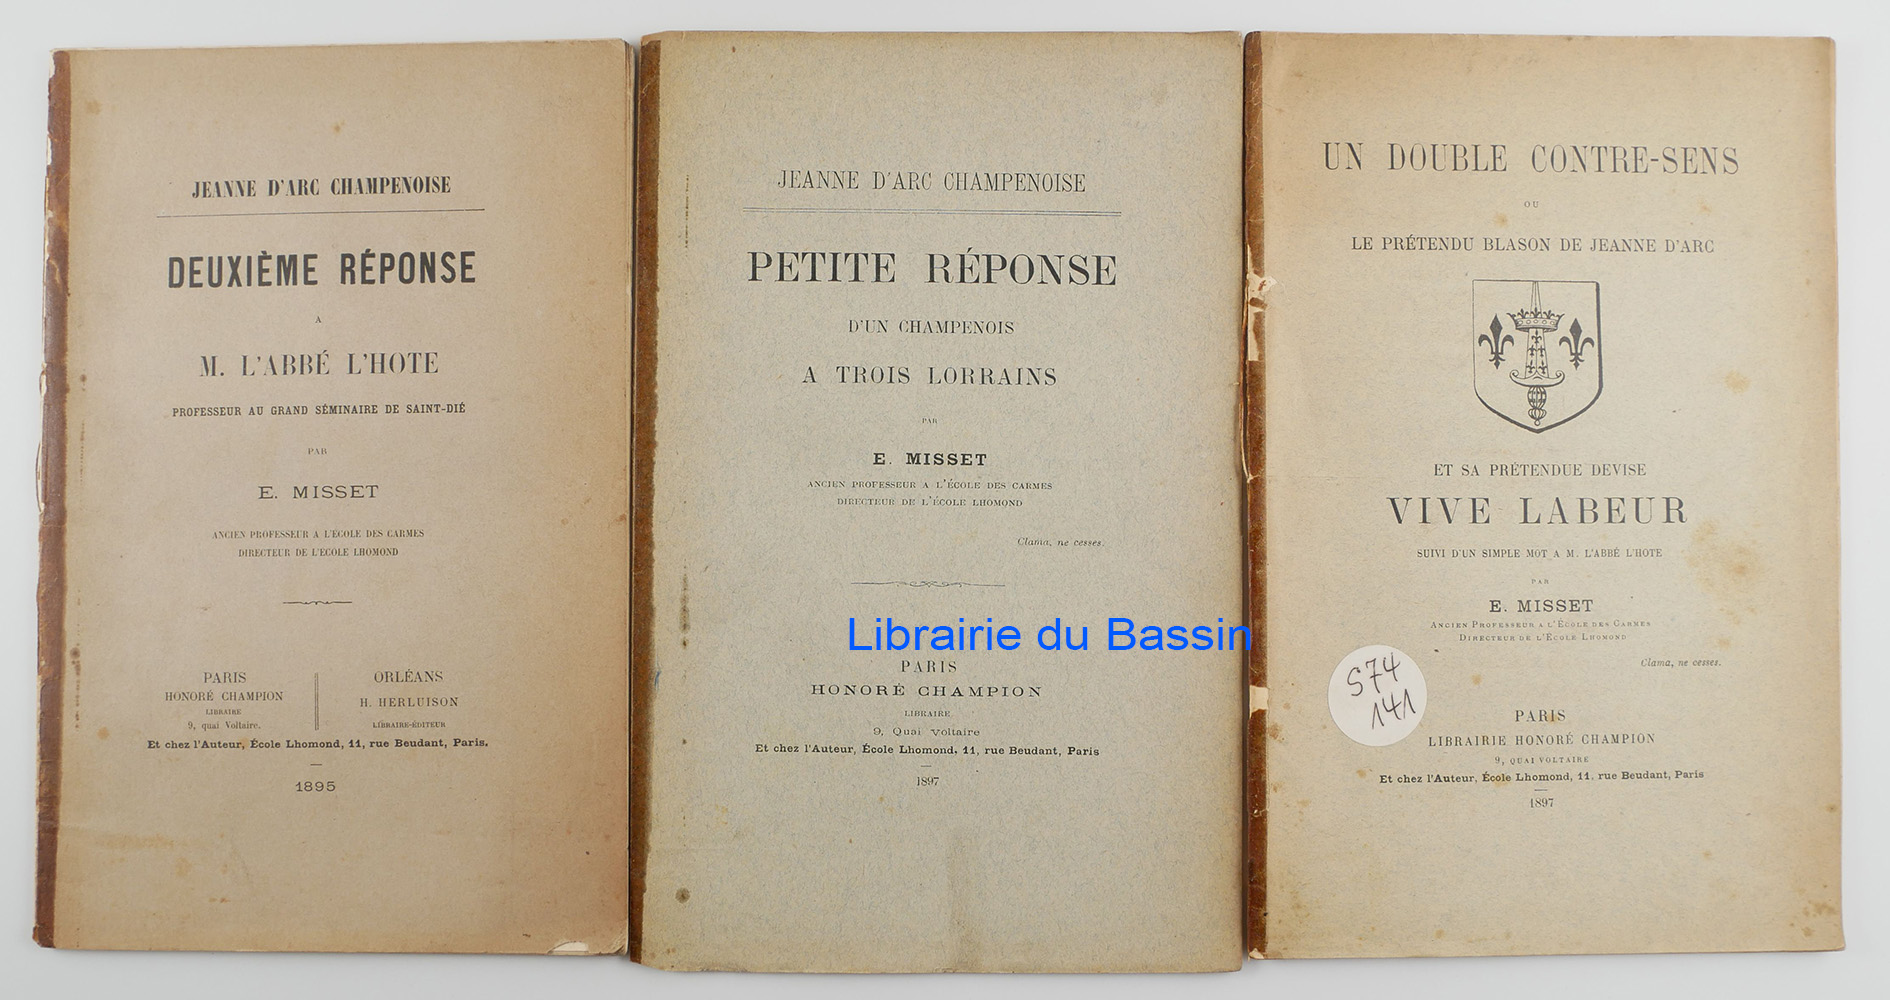 JEANNE D'ARC CHAMPENOISE
DEUXIÈME RÉPONSE
A
M. L'ABBÉ L'HOTE
PROFESSEUR AU GRAND SÉMINAIRE DE SAINT-DIÉ
PAR
E. MISSET
ANCIEN PROFESSEUR A L'ÉCOLE DES CARMES
DIRECTEUR DE L'ÉCOLE LHOMOND
PARIS
HONORÉ CHAMPION
LIBRAIRE
9, quai Voltaire.
ORLÉANS
H. HERLUISON
LIBRAIRE-ÉDITEUR
Et chez l'Auteur, École Lhomond, 11, rue Beudant, Paris.
1895
JEANNE D'ARC CHAMPENOISE
PETITE RÉPONSE
D'UN CHAMPENOIS
A TROIS LORRAINS
PAR
E. MISSET
ANCIEN PROFESSEUR A L'ÉCOLE DES CARMES
DIRECTEUR DE L'ÉCOLE LHOMOND
Clama, ne cesses.
Librairie du Bassin
PARIS
HONORÉ CHAMPION
LIBRAIRE
9, Quai Voltaire
Et chez l'Auteur, École Lhomond, 11, rue Beudant, Paris
1897
UN DOUBLE CONTRE-SENS
OU
LE PRÉTENDU BLASON DE JEANNE D'ARC
ET SA PRÉTENDUE DEVISE
VIVE LABEUR
SUIVI D'UN SIMPLE MOT A M. L'ABBÉ L'HOTE
PAR
E. MISSET
ANCIEN PROFESSEUR A L'ÉCOLE DES CARMES
DIRECTEUR DE L'ÉCOLE LHOMOND
Clama, ne cesses.
S74
141
PARIS
LIBRAIRIE HONORÉ CHAMPION
9, QUAI VOLTAIRE
Et chez l'Auteur, École Lhomond, 11, rue Beudant, Paris
1897